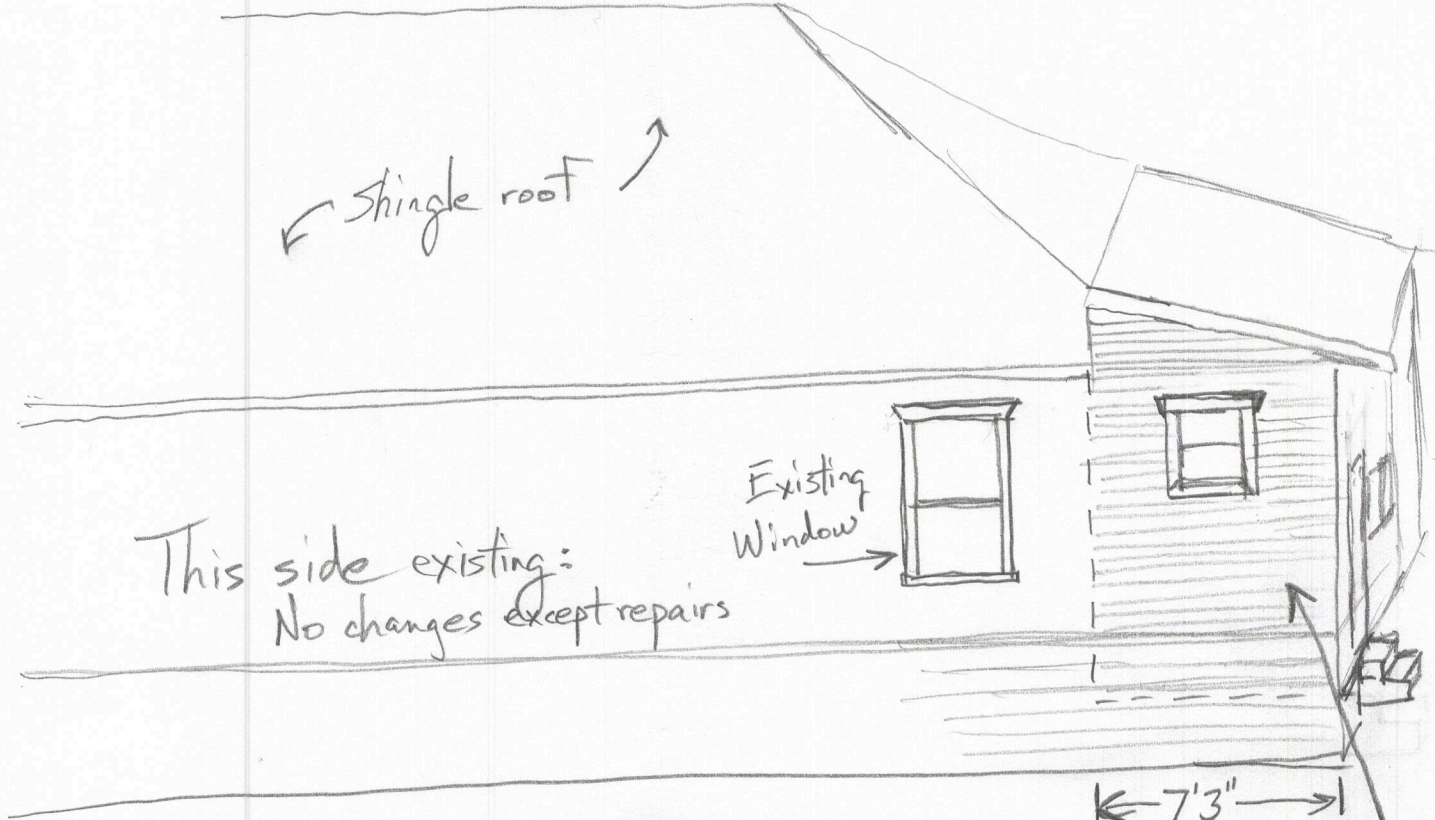 Shingle roof
Existing
Window
This side existing:
No changes except repairs
7'3"